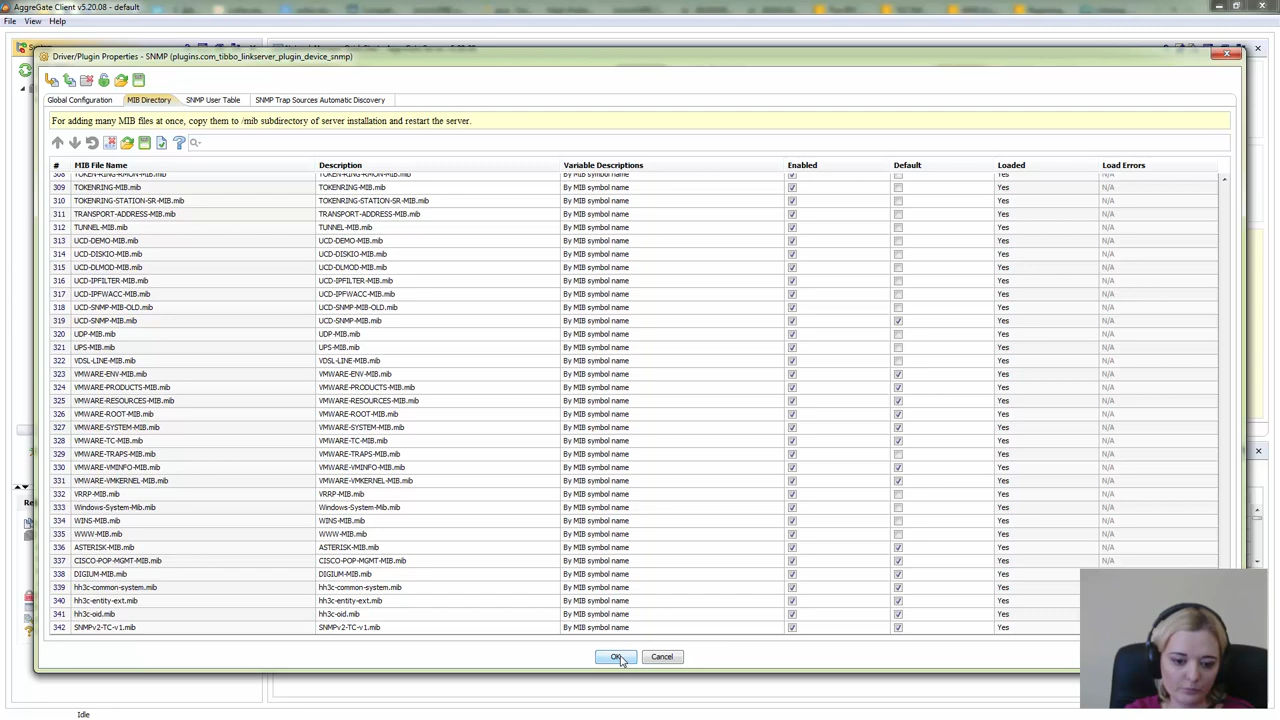 AggreGate Client v5.20.08 - default
File View Help
Driver/Plugin Properties - SNMP (plugins.com_tibbo_linkserver_plugin_device_snmp)
Global Configuration MIB Directory SNMP User Table SNMP Trap Sources Automatic Discovery
For adding many MIB files at once, copy them to /mib subdirectory of server installation and restart the server.
# MIB File Name Description Variable Descriptions Enabled Default Loaded Load Errors
308 TOKEN-RING-RMON-MIB.mib TOKEN-RING-RMON-MIB.mib By MIB symbol name Yes N/A
309 TOKENRING-MIB.mib TOKENRING-MIB.mib By MIB symbol name Yes N/A
310 TOKENRING-STATION-SR-MIB.mib TOKENRING-STATION-SR-MIB.mib By MIB symbol name Yes N/A
311 TRANSPORT-ADDRESS-MIB.mib TRANSPORT-ADDRESS-MIB.mib By MIB symbol name Yes N/A
312 TUNNEL-MIB.mib TUNNEL-MIB.mib By MIB symbol name Yes N/A
313 UCD-DEMO-MIB.mib UCD-DEMO-MIB.mib By MIB symbol name Yes N/A
314 UCD-DISKIO-MIB.mib UCD-DISKIO-MIB.mib By MIB symbol name Yes N/A
315 UCD-DLMOD-MIB.mib UCD-DLMOD-MIB.mib By MIB symbol name Yes N/A
316 UCD-IPFILTER-MIB.mib UCD-IPFILTER-MIB.mib By MIB symbol name Yes N/A
317 UCD-IPFWACC-MIB.mib UCD-IPFWACC-MIB.mib By MIB symbol name Yes N/A
318 UCD-SNMP-MIB-OLD.mib UCD-SNMP-MIB-OLD.mib By MIB symbol name Yes N/A
319 UCD-SNMP-MIB.mib UCD-SNMP-MIB.mib By MIB symbol name Yes N/A
320 UDP-MIB.mib UDP-MIB.mib By MIB symbol name Yes N/A
321 UPS-MIB.mib UPS-MIB.mib By MIB symbol name Yes N/A
322 VDSL-LINE-MIB.mib VDSL-LINE-MIB.mib By MIB symbol name Yes N/A
323 VMWARE-ENV-MIB.mib VMWARE-ENV-MIB.mib By MIB symbol name Yes N/A
324 VMWARE-PRODUCTS-MIB.mib VMWARE-PRODUCTS-MIB.mib By MIB symbol name Yes N/A
325 VMWARE-RESOURCES-MIB.mib VMWARE-RESOURCES-MIB.mib By MIB symbol name Yes N/A
326 VMWARE-ROOT-MIB.mib VMWARE-ROOT-MIB.mib By MIB symbol name Yes N/A
327 VMWARE-SYSTEM-MIB.mib VMWARE-SYSTEM-MIB.mib By MIB symbol name Yes N/A
328 VMWARE-TC-MIB.mib VMWARE-TC-MIB.mib By MIB symbol name Yes N/A
329 VMWARE-TRAPS-MIB.mib VMWARE-TRAPS-MIB.mib By MIB symbol name Yes N/A
330 VMWARE-VMINFO-MIB.mib VMWARE-VMINFO-MIB.mib By MIB symbol name Yes N/A
331 VMWARE-VMKERNEL-MIB.mib VMWARE-VMKERNEL-MIB.mib By MIB symbol name Yes N/A
332 VRRP-MIB.mib VRRP-MIB.mib By MIB symbol name Yes N/A
333 Windows-System-Mib.mib Windows-System-Mib.mib By MIB symbol name Yes N/A
334 WINS-MIB.mib WINS-MIB.mib By MIB symbol name Yes N/A
335 WWW-MIB.mib WWW-MIB.mib By MIB symbol name Yes N/A
336 ASTERISK-MIB.mib ASTERISK-MIB.mib By MIB symbol name Yes N/A
337 CISCO-POP-MGMT-MIB.mib CISCO-POP-MGMT-MIB.mib By MIB symbol name Yes N/A
338 DIGIUM-MIB.mib DIGIUM-MIB.mib By MIB symbol name Yes
339 hh3c-common-system.mib hh3c-common-system.mib By MIB symbol name Yes
340 hh3c-entity-ext.mib hh3c-entity-ext.mib By MIB symbol name Yes
341 hh3c-oid.mib hh3c-oid.mib By MIB symbol name Yes
342 SNMPv2-TC-v1.mib SNMPv2-TC-v1.mib By MIB symbol name Yes
OK Cancel
Idle